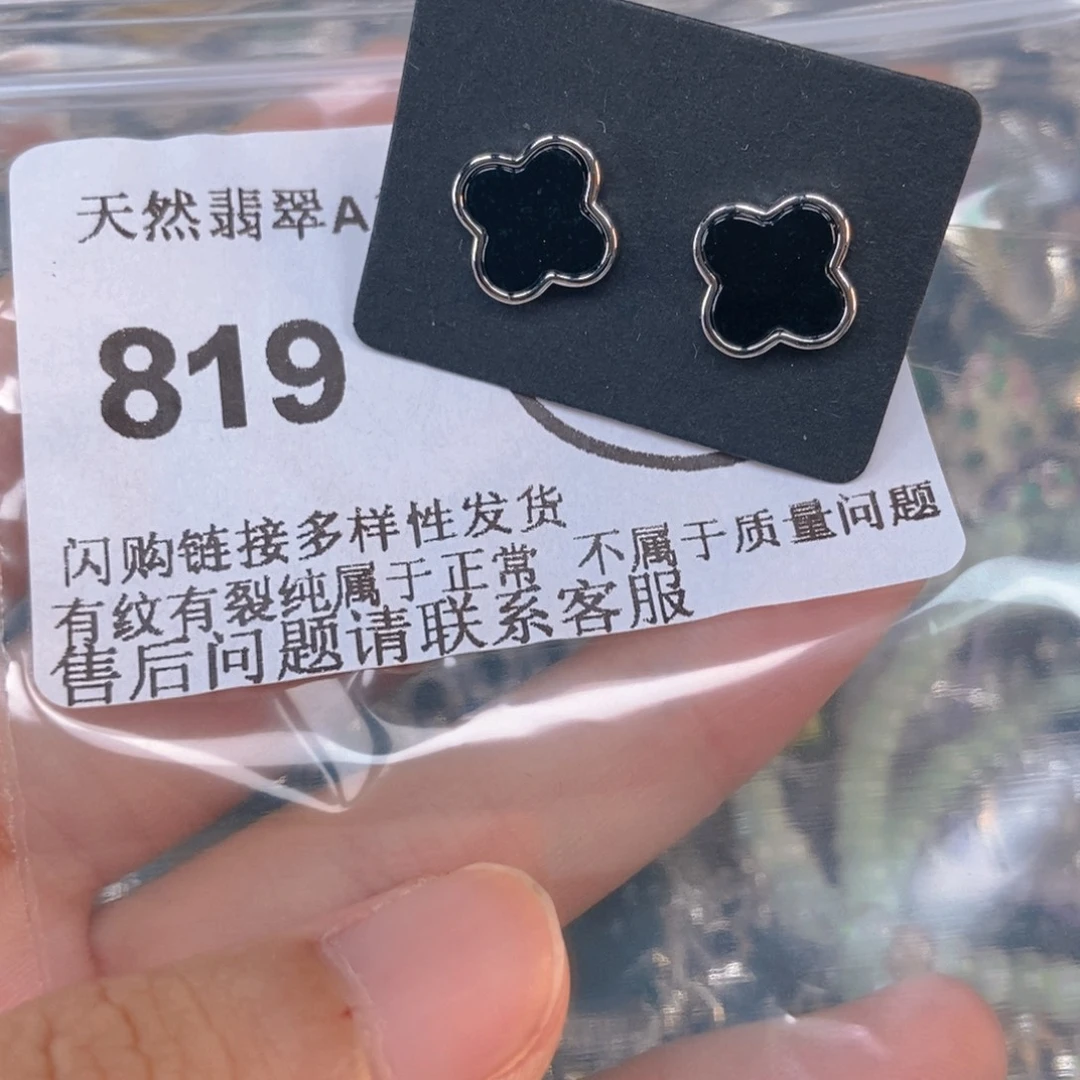 天然翡翠A
819
闪购链接多样性发货
有纹有裂纯属于正常 不属于质量问题
售后问题请联系客服